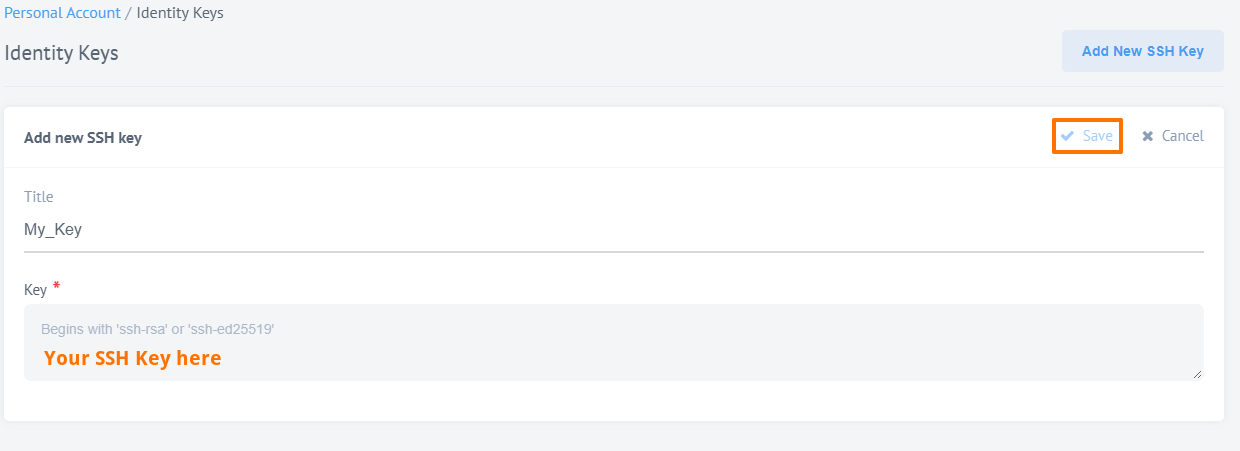 Personal Account / Identity Keys
Identity Keys
Add New SSH Key
Add new SSH key
Save
Cancel
Title
My_Key
Key *
Begins with 'ssh-rsa' or 'ssh-ed25519'
Your SSH Key here